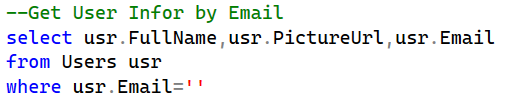 --Get User Infor by Email
select usr.FullName,usr.PictureUrl,usr.Email
from Users usr
where usr.Email=''